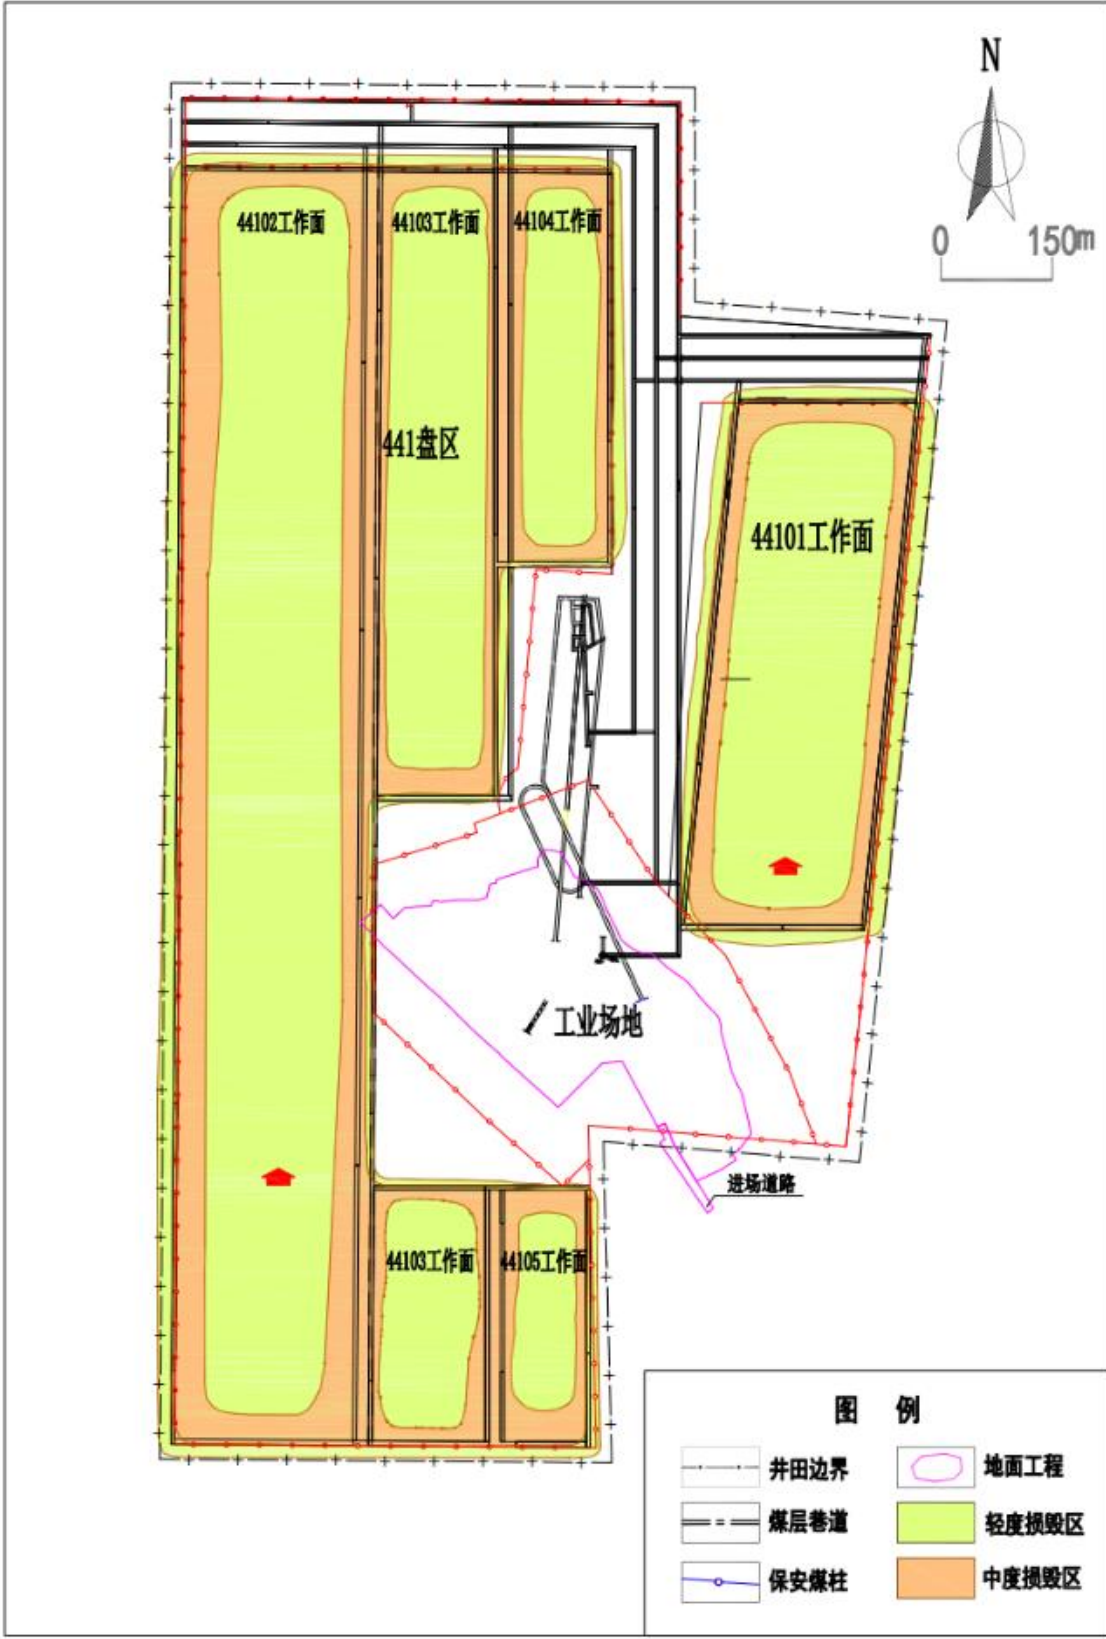 N
0 150m
44102工作面 44103工作面 44104工作面
441盘区
44101工作面
工业场地
进场道路
44103工作面 44105工作面
图 例
井田边界 地面工程
煤层巷道 轻度损毁区
保安煤柱 中度损毁区